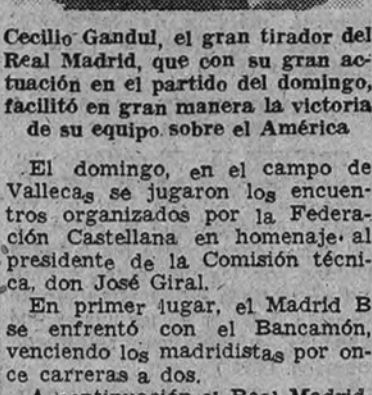 Cecilio Gandul, el gran tirador del
Real Madrid, que con su gran ac-
tuación en el partido del domingo,
facilitó en gran manera la victoria
de su equipo sobre el América
El domingo, en el campo de
Vallecas se jugaron los encuen-
tros organizados por la Federa-
ción Castellana en homenaje al
presidente de la Comisión técni-
ca, don José Giral.
En primer lugar, el Madrid B
se enfrentó con el Bancamón,
venciendo los madridistas por on-
ce carreras a dos.
A continuación el Real Madrid